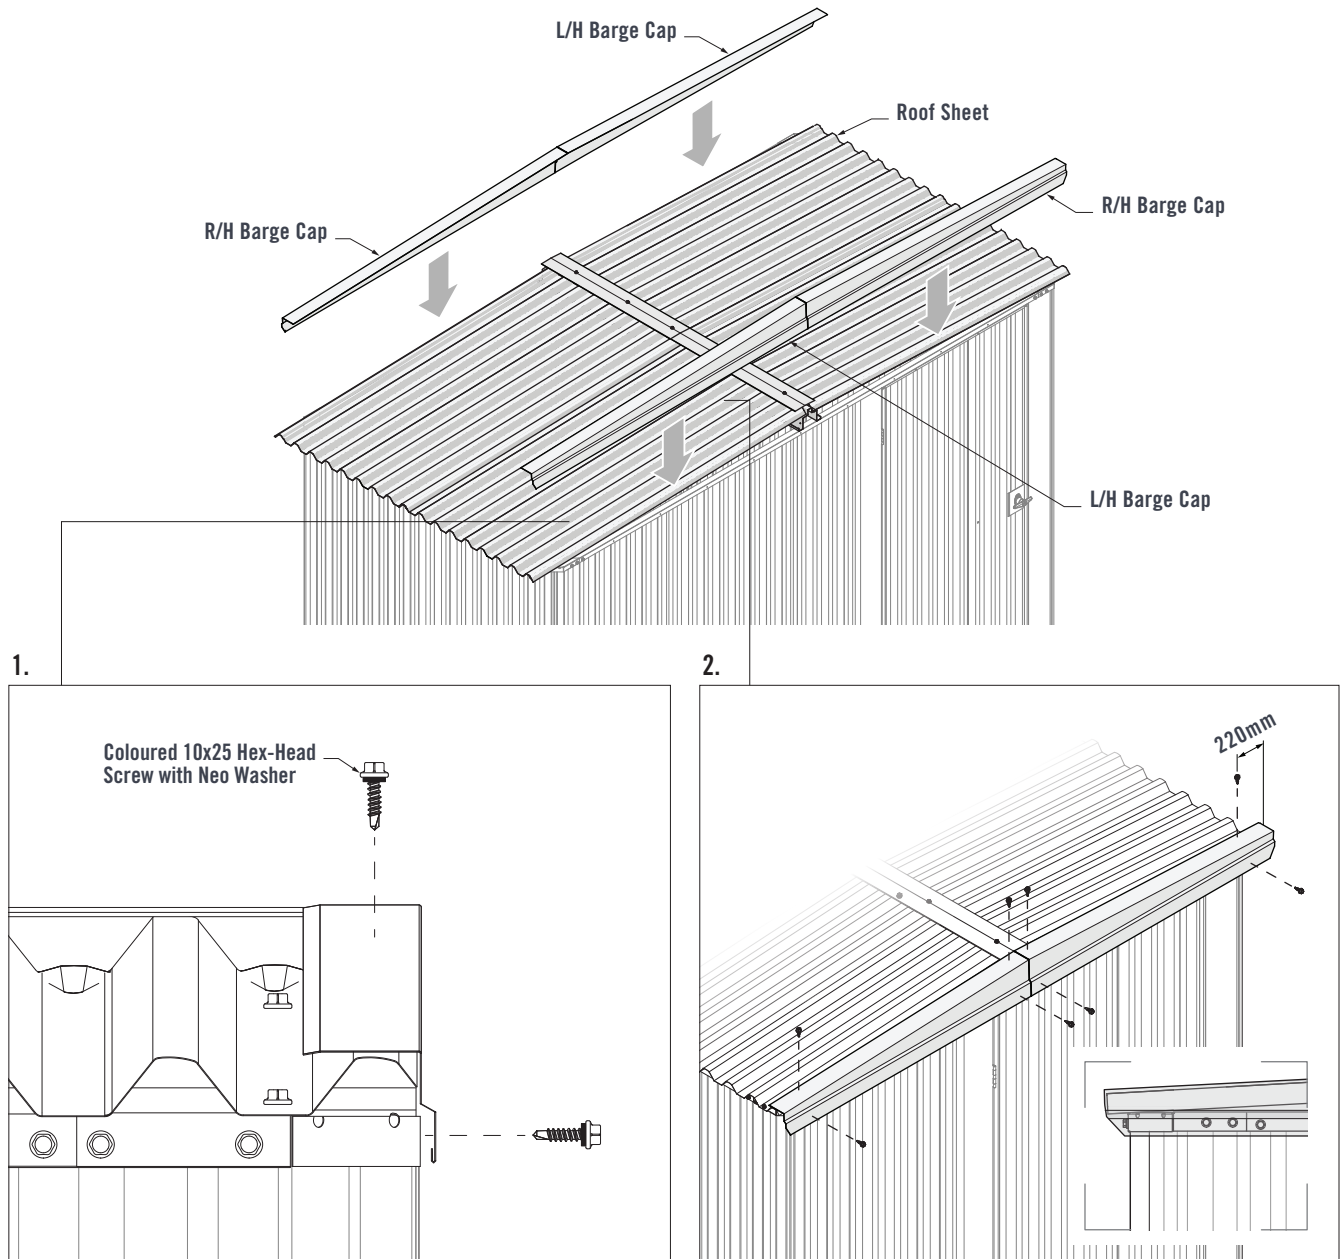 L/H Barge Cap
Roof Sheet
R/H Barge Cap
R/H Barge Cap
L/H Barge Cap
1.
2.
Coloured 10x25 Hex-Head
Screw with Neo Washer
220mm